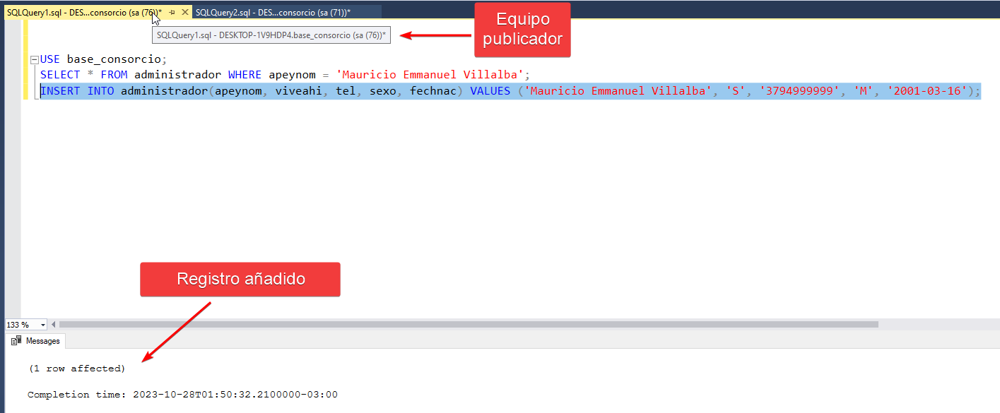 SQLQuery1.sql - DES...consorcio (sa (76))* SQLQuery2.sql - DES...consorcio (sa (71))*
SQLQuery1.sql - DESKTOP-1V9HDP4.base_consorcio (sa (76))*
Equipo
publicador
USE base_consorcio;
SELECT * FROM administrador WHERE apeynom = 'Mauricio Emmanuel Villalba';
INSERT INTO administrador(apeynom, viveahi, tel, sexo, fechnac) VALUES ('Mauricio Emmanuel Villalba', 'S', '3794999999', 'M', '2001-03-16');
Registro añadido
133 %
Messages
(1 row affected)
Completion time: 2023-10-28T01:50:32.2100000-03:00